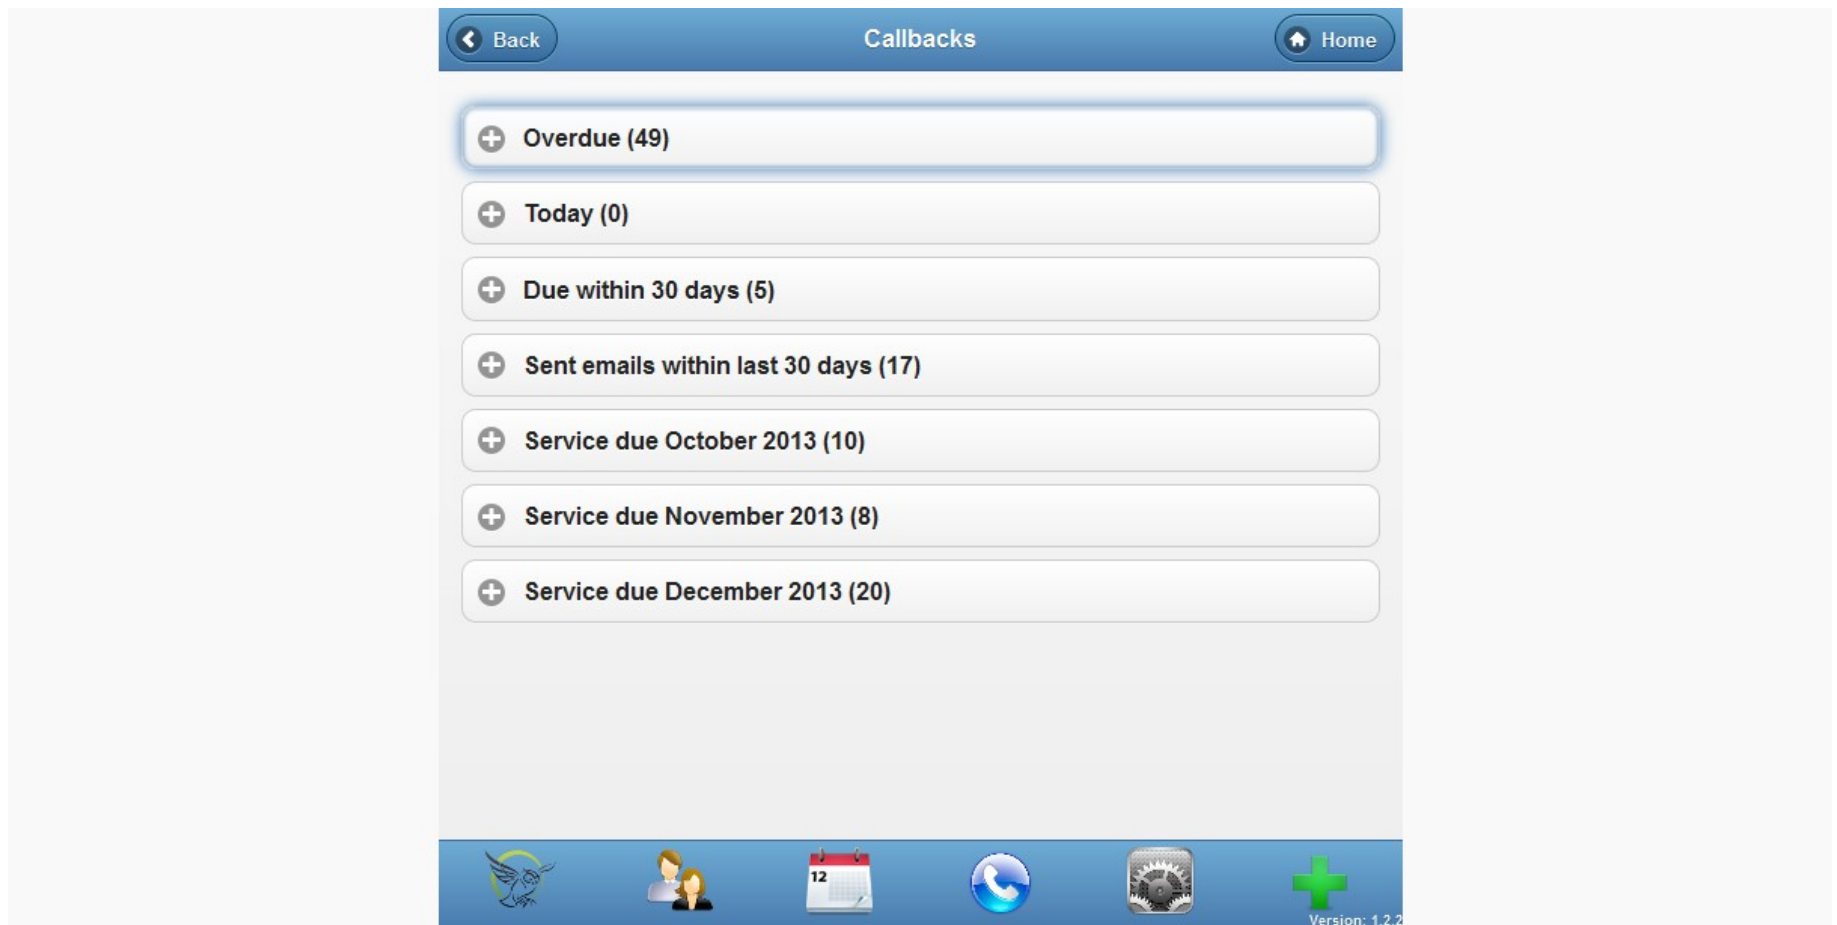 Back Callbacks Home
Overdue (49)
Today (0)
Due within 30 days (5)
Sent emails within last 30 days (17)
Service due October 2013 (10)
Service due November 2013 (8)
Service due December 2013 (20)
12
Version: 1.2.2